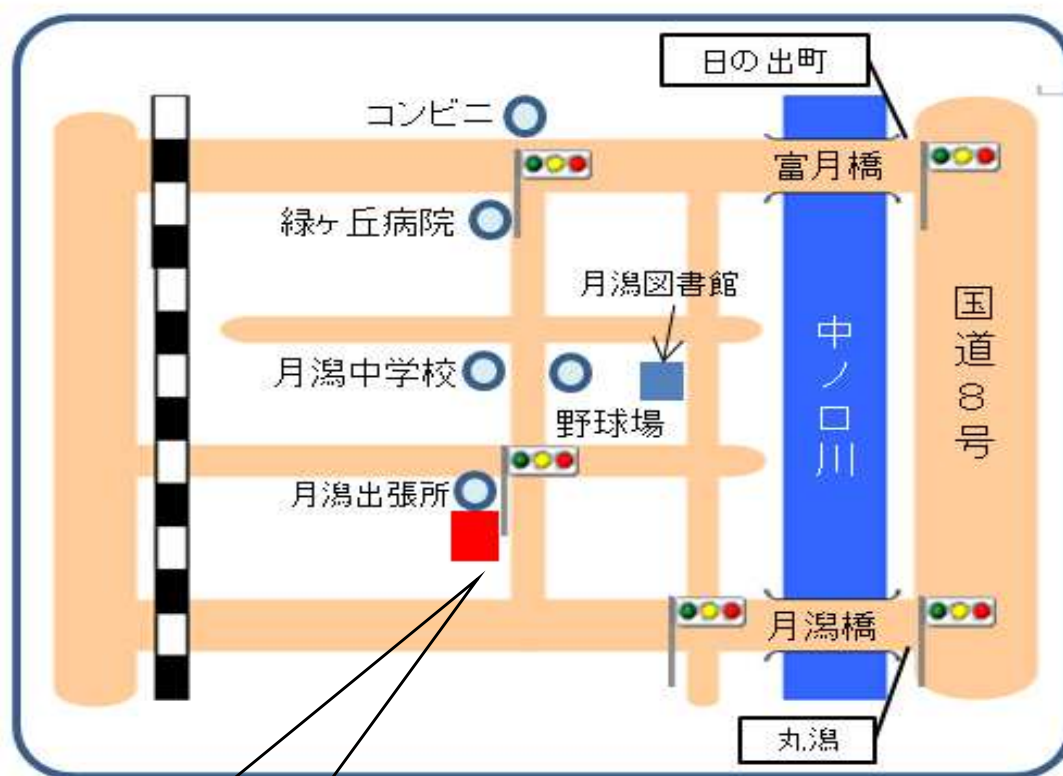 日の出町
コンビニ
富月橋
緑ヶ丘病院
月潟図書館
国道8号
中ノ口川
月潟中学校
野球場
月潟出張所
月潟橋
丸潟